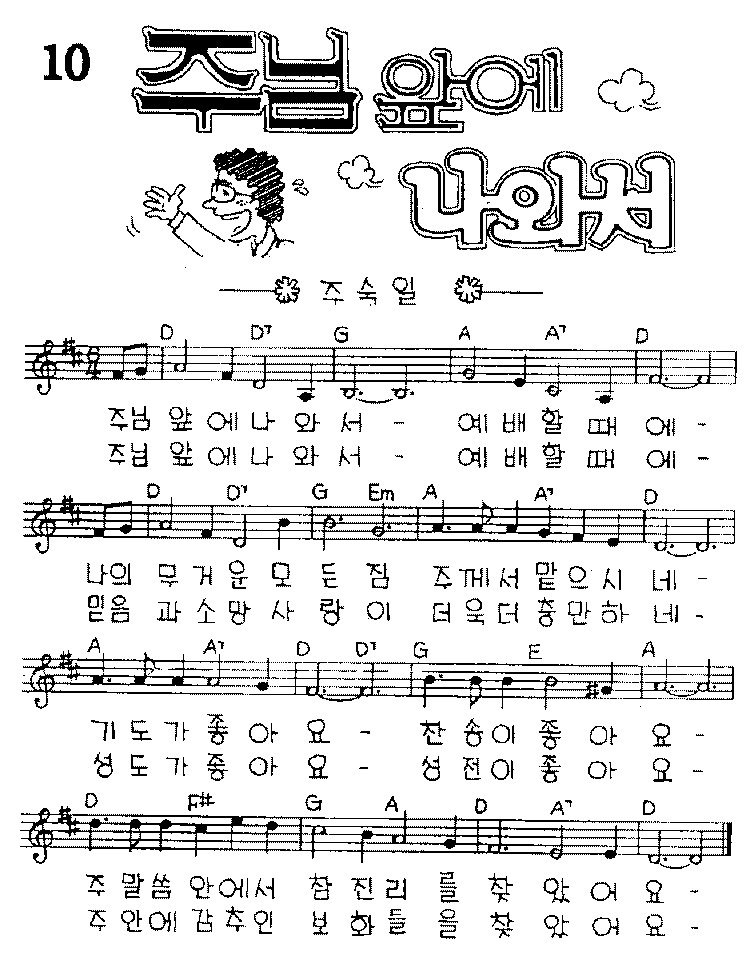 10
주님 앞에
나와서
주숙일
6
4
D D7 G A A7 D
주님 앞 에나 와 서 - 예 배 할 때 에 -
주님 앞 에나 와 서 - 예 배 할 때 에 -
D D7 G Em A A7 D
나의 무 거 운 모 든 짐 주 께 서 맡 으 시 네 -
믿음 과 소 망 사 랑 이 더 욱 더 충 만 하 네 -
A A7 D D7 G E A
기 도 가 좋 아 요 - 찬 송 이 좋 아 요 -
성 도 가 좋 아 요 - 성 전 이 좋 아 요 -
D F# G A D A7 D
주 말 씀 안 에 서 참 진 리 를 찾 았 어 요 -
주 안 에 감 추 인 보 화 들 을 찾 았 어 요 -